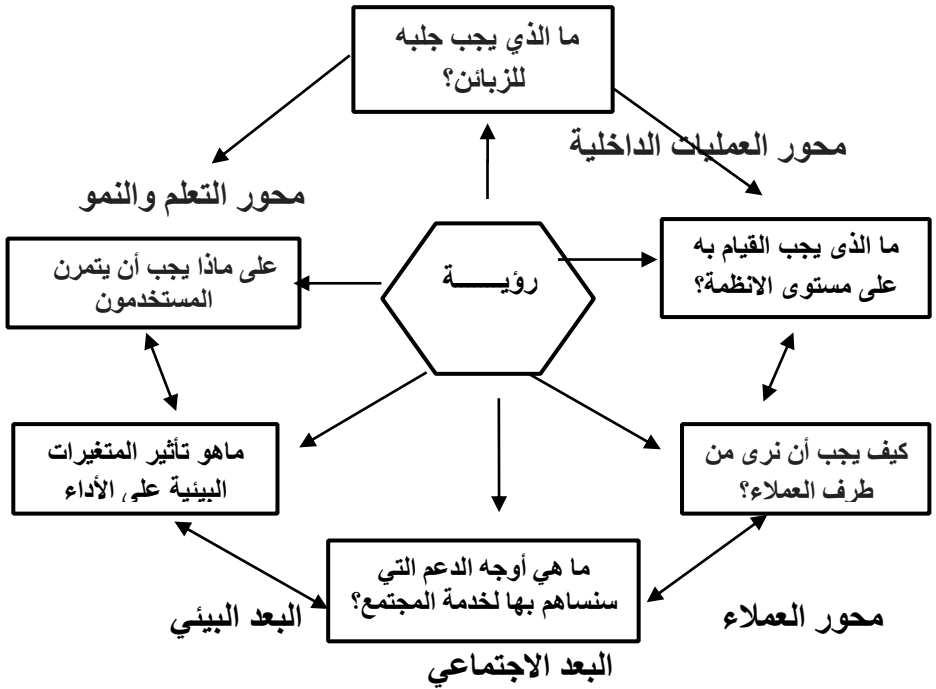 ما الذي يجب جلبه
للزبائن؟
محور العمليات الداخلية
محور التعلم والنمو
ما الذى يجب القيام به
على مستوى الانظمة؟
رؤيـــــة
على ماذا يجب أن يتمرن
المستخدمون
كيف يجب أن نرى من
طرف العملاء؟
ماهو تأثير المتغيرات
البيئية على الأداء
ما هي أوجه الدعم التي
سنساهم بها لخدمة المجتمع؟
محور العملاء
البعد البيئي
البعد الاجتماعي